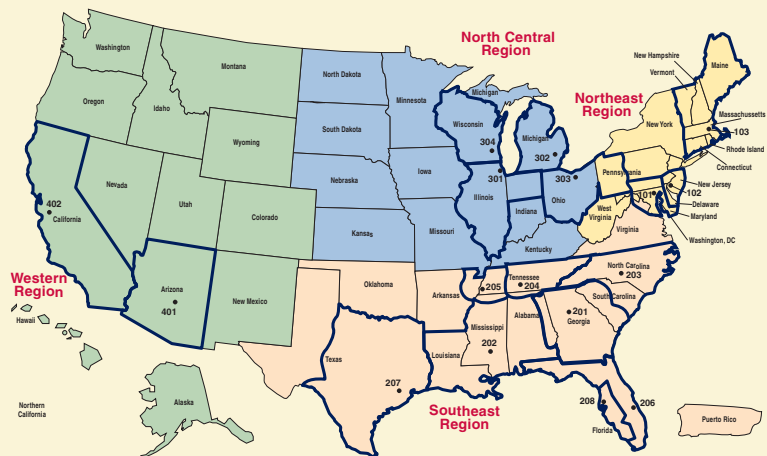 North Central
Region
Northeast
Region
Western
Region
Southeast
Region
Washington
Oregon
Idaho
Montana
Wyoming
Nevada
Utah
Colorado
California
402
Arizona
401
New Mexico
Hawaii
Alaska
Northern
California
North Dakota
South Dakota
Nebraska
Kansas
Minnesota
Iowa
Missouri
Wisconsin
304
Michigan
Michigan
302
Illinois
301
Indiana
Ohio
303
Kentucky
New Hampshire
Vermont
Maine
Massachusetts
103
New York
Rhode Island
Connecticut
Pennsylvania
New Jersey
102
101
Delaware
Maryland
Washington, DC
West
Virginia
Virginia
Oklahoma
Texas
207
Arkansas
Louisiana
Mississippi
202
Tennessee
205
204
Alabama
201
Georgia
North Carolina
203
South Carolina
208
206
Florida
Puerto Rico